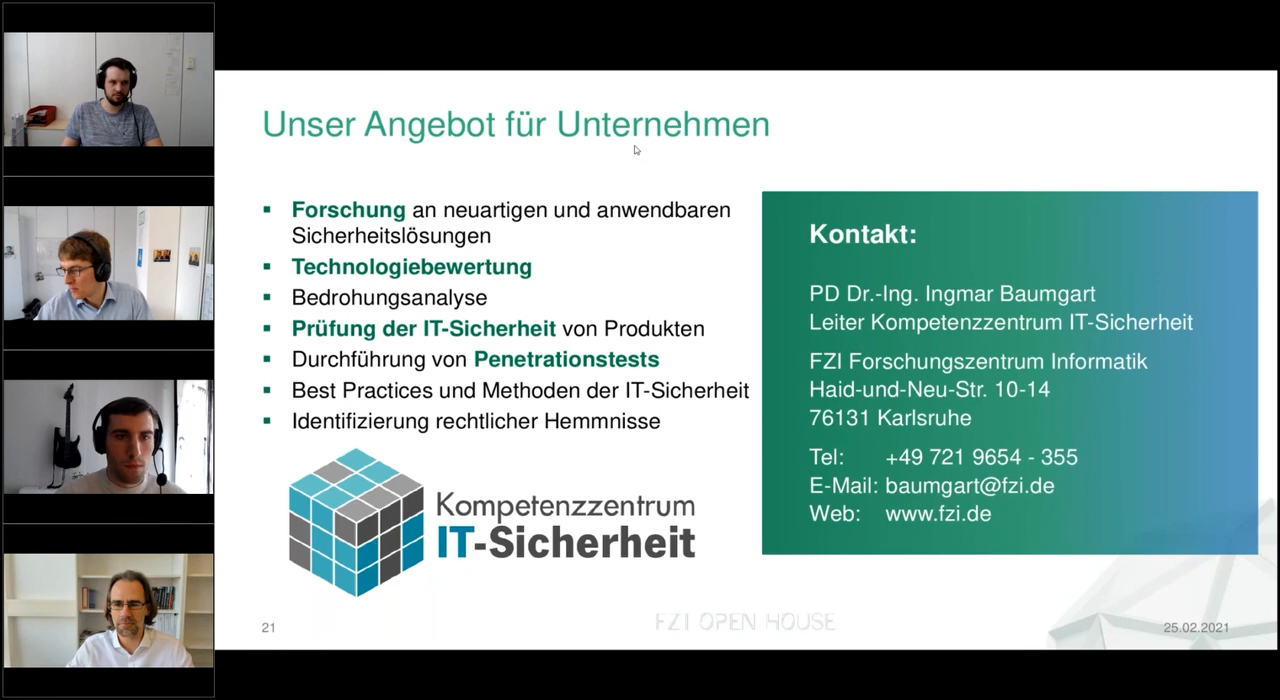 Unser Angebot für Unternehmen
Forschung an neuartigen und anwendbaren
Sicherheitslösungen
Technologiebewertung
Bedrohungsanalyse
Prüfung der IT-Sicherheit von Produkten
Durchführung von Penetrationstests
Best Practices und Methoden der IT-Sicherheit
Identifizierung rechtlicher Hemmnisse
Kompetenzzentrum
IT-Sicherheit
Kontakt:
PD Dr.-Ing. Ingmar Baumgart
Leiter Kompetenzzentrum IT-Sicherheit
FZI Forschungszentrum Informatik
Haid-und-Neu-Str. 10-14
76131 Karlsruhe
Tel: +49 721 9654 - 355
E-Mail: baumgart@fzi.de
Web: www.fzi.de
21
FZI OPEN HOUSE
25.02.2021